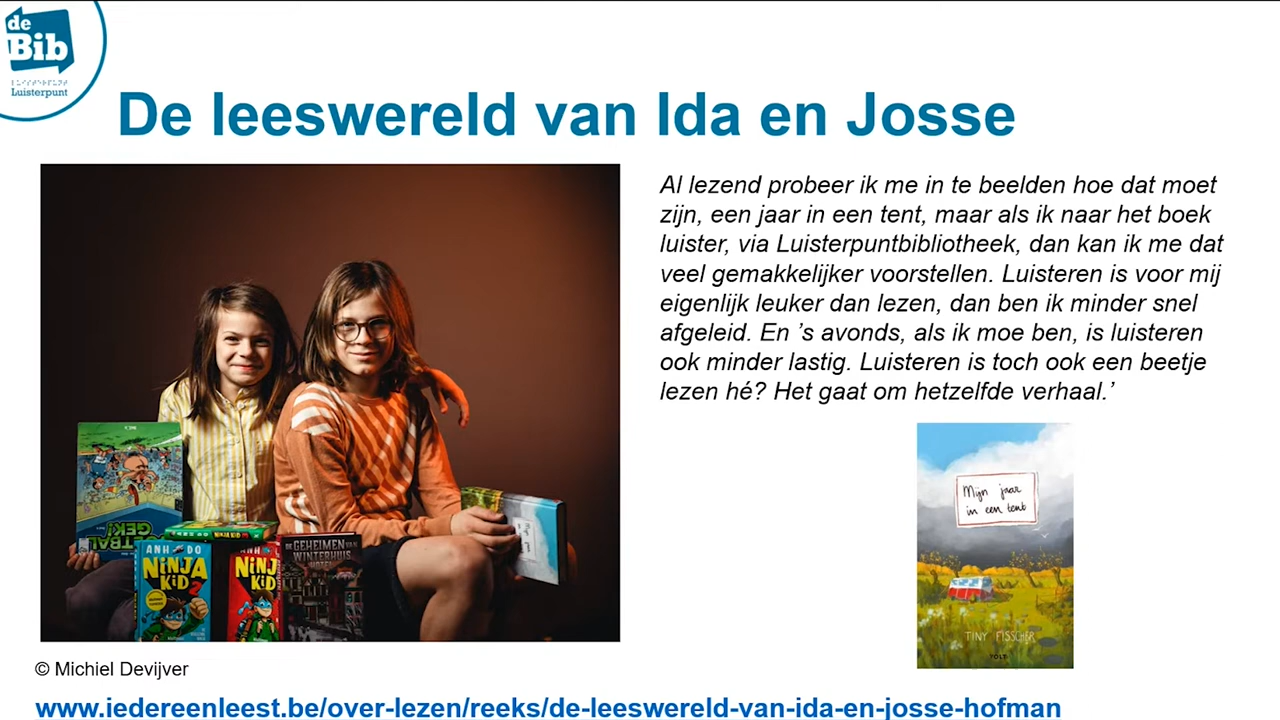 de
Bib
Luisterpunt
De leeswereld van Ida en Josse
Al lezend probeer ik me in te beelden hoe dat moet
zijn, een jaar in een tent, maar als ik naar het boek
luister, via Luisterpuntbibliotheek, dan kan ik me dat
veel gemakkelijker voorstellen. Luisteren is voor mij
eigenlijk leuker dan lezen, dan ben ik minder snel
afgeleid. En ’s avonds, als ik moe ben, is luisteren
ook minder lastig. Luisteren is toch ook een beetje
lezen hé? Het gaat om hetzelfde verhaal.’
GEK!
NINJA KID
ANH DO
NINJA
KID 2
ANH
NINJ
KID
DE GEHEIMEN VAN
WINTERHUIS
HOTEL
Mijn jaar
in een tent
TINY FISSCHER
VOLT
© Michiel Devijver
www.iedereenleest.be/over-lezen/reeks/de-leeswereld-van-ida-en-josse-hofman